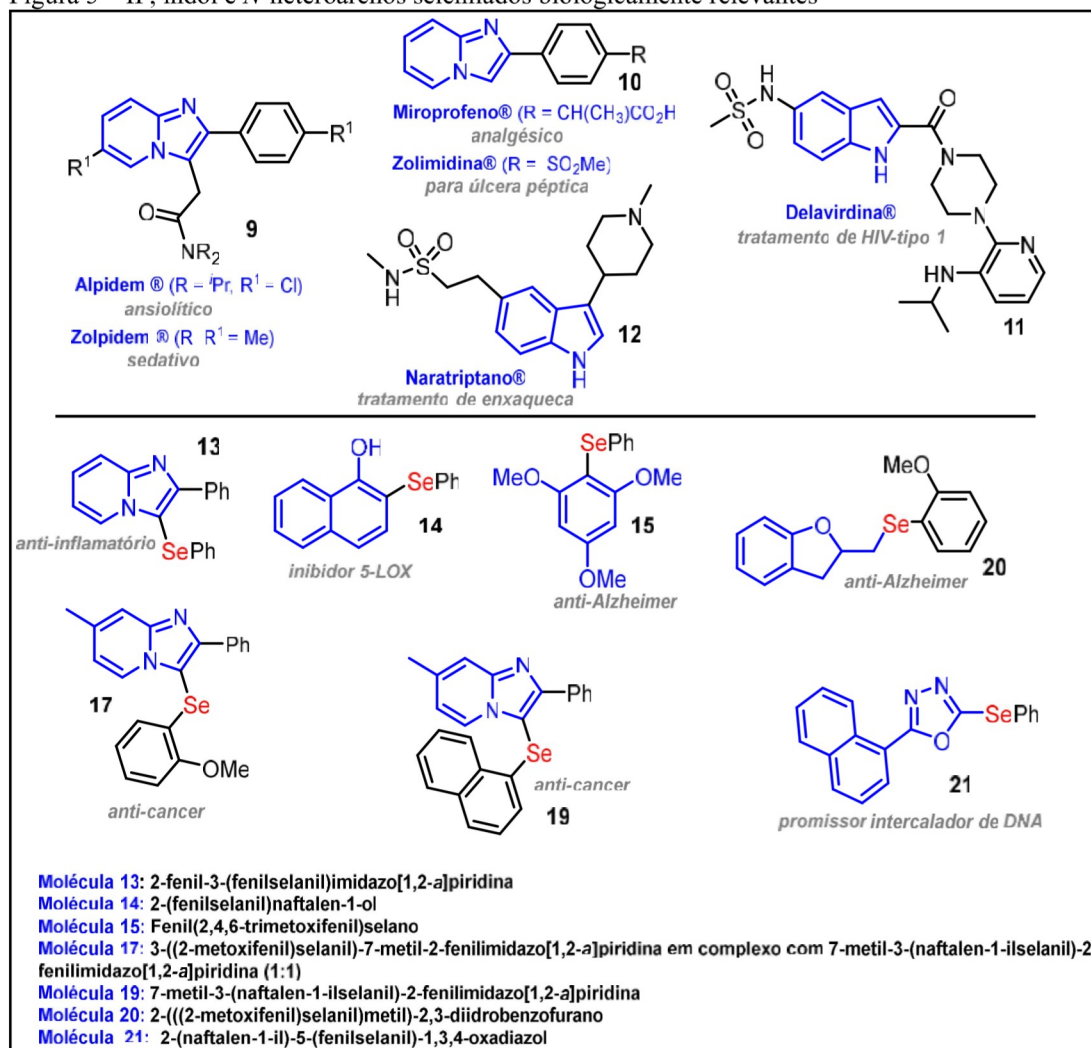 Figura 3 – IP, indol e N-heteroarenos selenilados biologicamente relevantes
N
N
R
10
Miroprofeno® (R = CH(CH₃)CO₂H
analgésico
Zolimidina® (R = SO₂Me)
para úlcera péptica
R¹
N
N
R¹
O
NR₂
9
Alpidem ® (R = ⁱPr, R¹ = Cl)
ansiolítico
Zolpidem ® (R R¹ = Me)
sedativo
H
N
S
O
O
N
H
O
N
N
N
HN
Delavirdina®
tratamento de HIV-tipo 1
11
N
O
O
S
N
H
N
H
12
Naratriptano®
tratamento de enxaqueca
13
N
N
Ph
SePh
anti-inflamatório
OH
SePh
14
inibidor 5-LOX
SePh
MeO
OMe
15
OMe
anti-Alzheimer
MeO
O
Se
20
anti-Alzheimer
N
N
Ph
17
Se
OMe
anti-cancer
N
N
Ph
Se
anti-cancer
19
N
N
O
SePh
21
promissor intercalador de DNA
Molécula 13: 2-fenil-3-(fenilselanil)imidazo[1,2-a]piridina
Molécula 14: 2-(fenilselanil)naftalen-1-ol
Molécula 15: Fenil(2,4,6-trimetoxifenil)selano
Molécula 17: 3-((2-metoxifenil)selanil)-7-metil-2-fenilimidazo[1,2-a]piridina em complexo com 7-metil-3-(naftalen-1-ilselanil)-2
fenilimidazo[1,2-a]piridina (1:1)
Molécula 19: 7-metil-3-(naftalen-1-ilselanil)-2-fenilimidazo[1,2-a]piridina
Molécula 20: 2-(((2-metoxifenil)selanil)metil)-2,3-diidrobenzofurano
Molécula 21: 2-(naftalen-1-il)-5-(fenilselanil)-1,3,4-oxadiazol